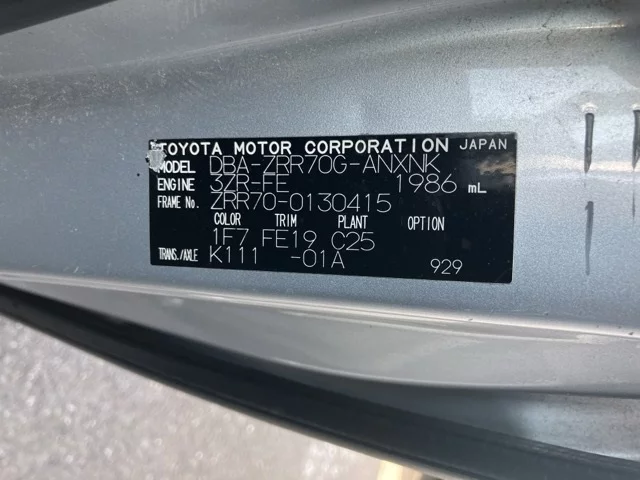 TOYOTA MOTOR CORPORATION JAPAN
MODEL DBA-ZRR70G-ANXNK
ENGINE 3ZR-FE 1986 mL
FRAME No. ZRR70-0130415
COLOR TRIM PLANT OPTION
1F7 FE19 C25
TRANS./AXLE K111 -01A
929